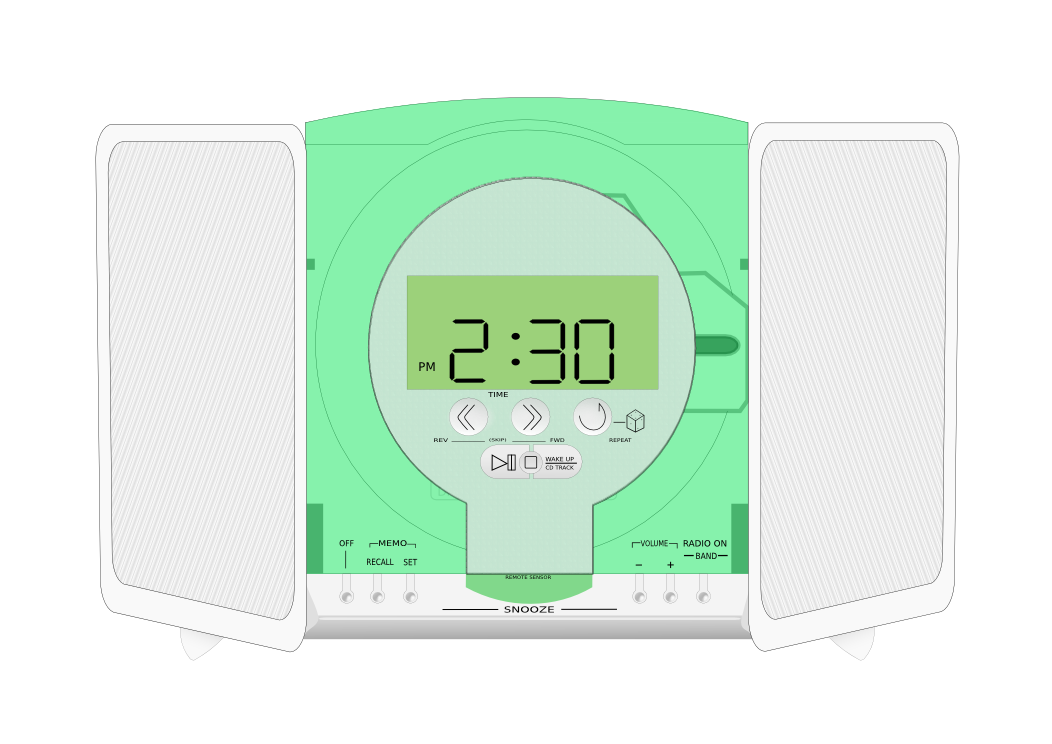 2:30
PM
TIME
REV (SKIP) FWD REPEAT
WAKE UP
CD TRACK
OFF MEMO VOLUME RADIO ON
BAND
RECALL SET - +
REMOTE SENSOR
SNOOZE